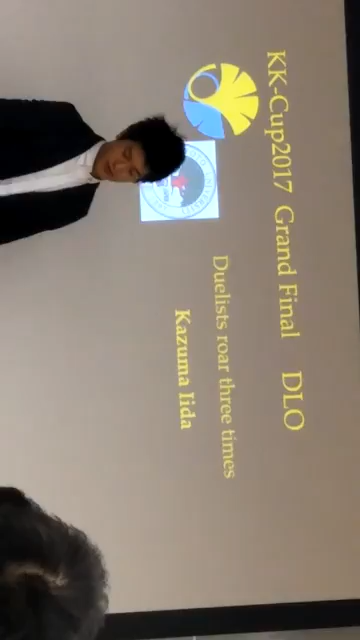 KK-Cup2017 Grand Final DLO
Duelists roar three times
Kazuma Iida